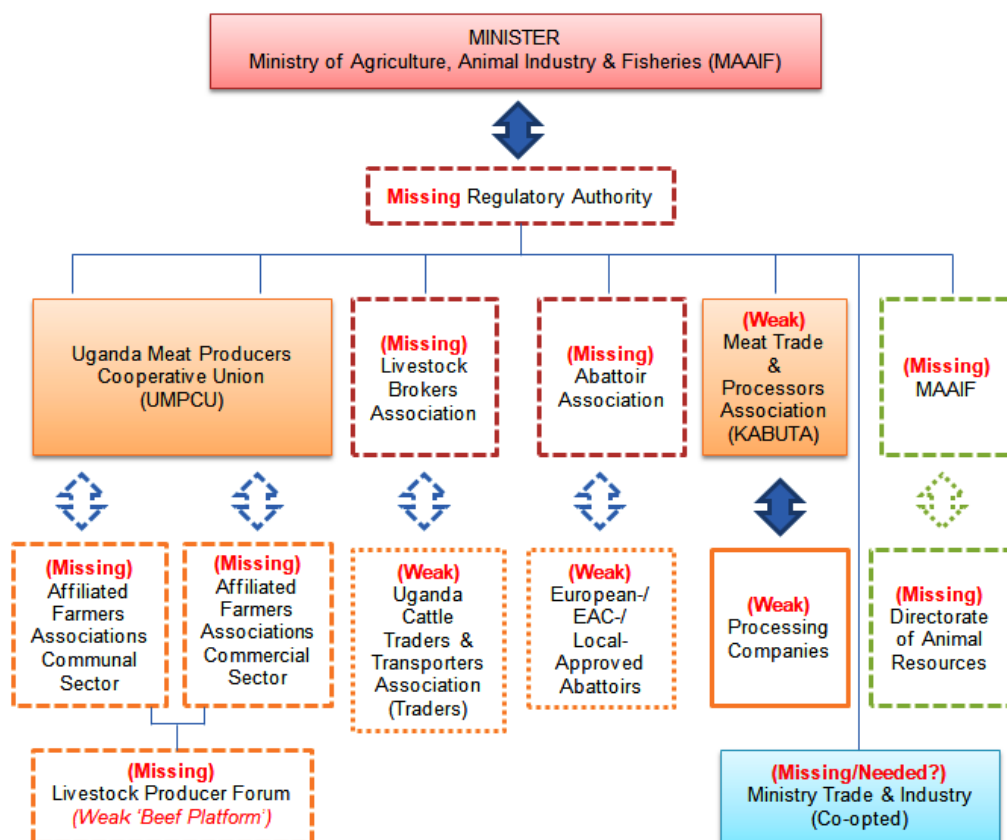 MINISTER
Ministry of Agriculture, Animal Industry & Fisheries (MAAIF)
Missing Regulatory Authority
Uganda Meat Producers
Cooperative Union
(UMPCU)
(Missing)
Livestock
Brokers
Association
(Missing)
Abattoir
Association
(Weak)
Meat Trade
&
Processors
Association
(KABUTA)
(Missing)
MAAIF
(Missing)
Affiliated
Farmers
Associations
Communal
Sector
(Missing)
Affiliated
Farmers
Associations
Commercial
Sector
(Weak)
Uganda
Cattle
Traders &
Transporters
Association
(Traders)
(Weak)
European-/
EAC-/
Local-
Approved
Abattoirs
(Weak)
Processing
Companies
(Missing)
Directorate
of Animal
Resources
(Missing)
Livestock Producer Forum
(Weak 'Beef Platform')
(Missing/Needed?)
Ministry Trade & Industry
(Co-opted)